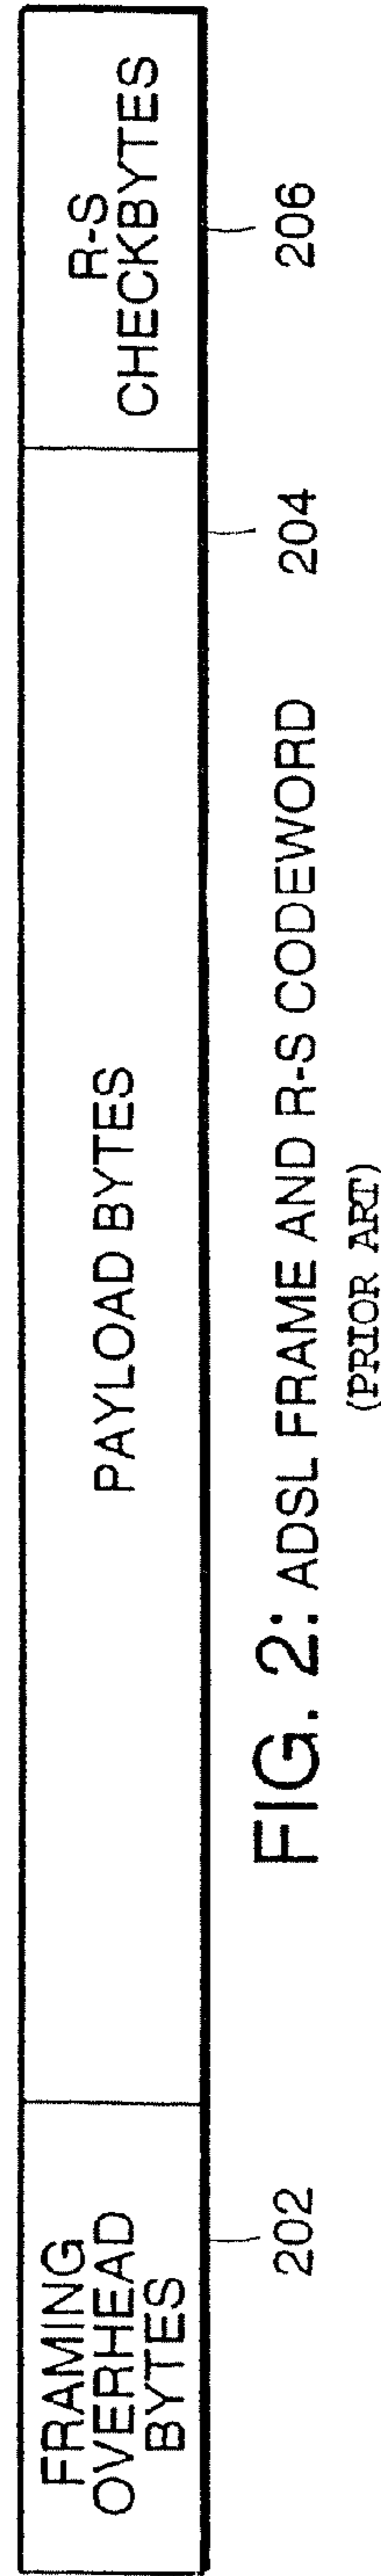 FRAMING
OVERHEAD
BYTES
PAYLOAD BYTES
R-S
CHECKBYTES
202
204
206
FIG. 2: ADSL FRAME AND R-S CODEWORD
(PRIOR ART)